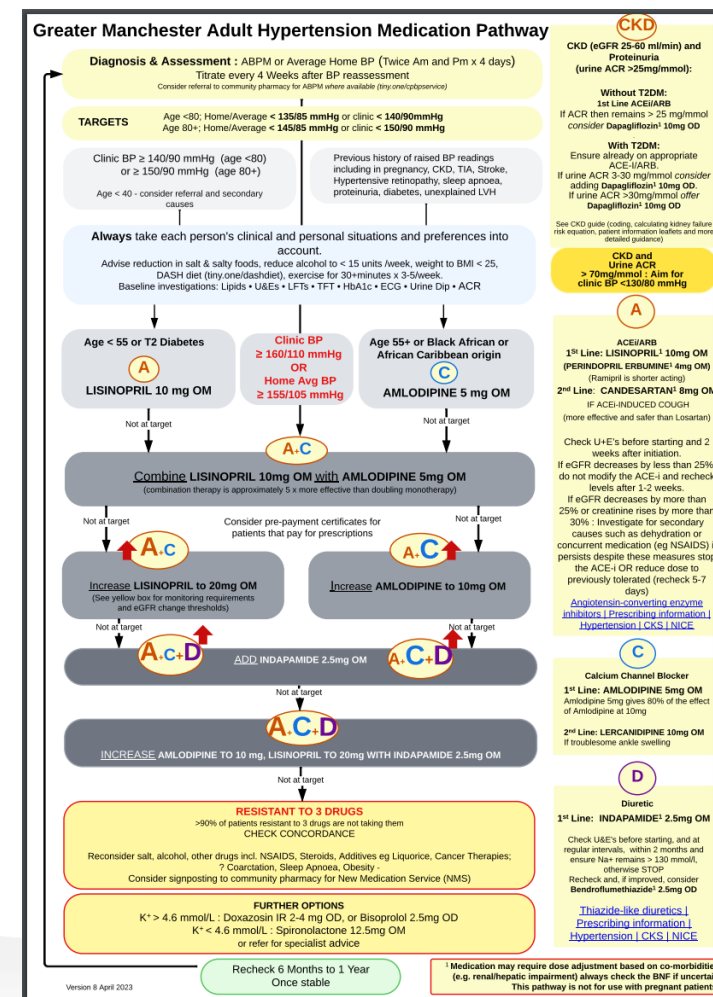 Greater Manchester Adult Hypertension Medication Pathway
Diagnosis & Assessment : ABPM or Average Home BP (Twice Am and Pm x 4 days)
Titrate every 4 Weeks after BP reassessment
Consider referral to community pharmacy for ABPM where available (tiny.one/cpbpservice)
TARGETS
Age <80; Home/Average < 135/85 mmHg or clinic < 140/90mmHg
Age 80+; Home/Average < 145/85 mmHg or clinic < 150/90 mmHg
Clinic BP ≥ 140/90 mmHg (age <80)
or ≥ 150/90 mmHg (age 80+)
Age < 40 - consider referral and secondary
causes
Previous history of raised BP readings
including in pregnancy, CKD, TIA, Stroke,
Hypertensive retinopathy, sleep apnoea,
proteinuria, diabetes, unexplained LVH
Always take each person's clinical and personal situations and preferences into
account.
Advise reduction in salt & salty foods, reduce alcohol to < 15 units /week, weight to BMI < 25,
DASH diet (tiny.one/dashdiet), exercise for 30+minutes x 3-5/week.
Baseline investigations: Lipids • U&Es • LFTs • TFT • HbA1c • ECG • Urine Dip • ACR
Age < 55 or T2 Diabetes
A
LISINOPRIL 10 mg OM
Clinic BP
≥ 160/110 mmHg
OR
Home Avg BP
≥ 155/105 mmHg
Age 55+ or Black African or
African Caribbean origin
C
AMLODIPINE 5 mg OM
Not at target
Not at target
A+C
Combine LISINOPRIL 10mg OM with AMLODIPINE 5mg OM
(combination therapy is approximately 5 x more effective than doubling monotherapy)
Not at target
Consider pre-payment certificates for
patients that pay for prescriptions
Not at target
A+C
Increase LISINOPRIL to 20mg OM
(See yellow box for monitoring requirements
and eGFR change thresholds)
A+C
Increase AMLODIPINE to 10mg OM
Not at target
Not at target
A+C+D
ADD INDAPAMIDE 2.5mg OM
A+C+D
Not at target
A+C+D
INCREASE AMLODIPINE TO 10 mg, LISINOPRIL TO 20mg WITH INDAPAMIDE 2.5mg OM
Not at target
RESISTANT TO 3 DRUGS
>90% of patients resistant to 3 drugs are not taking them
CHECK CONCORDANCE
Reconsider salt, alcohol, other drugs incl. NSAIDS, Steroids, Additives eg Liquorice, Cancer Therapies;
? Coarctation, Sleep Apnoea, Obesity -
Consider signposting to community pharmacy for New Medication Service (NMS)
FURTHER OPTIONS
K⁺ > 4.6 mmol/L : Doxazosin IR 2-4 mg OD, or Bisoprolol 2.5mg OD
K⁺ < 4.6 mmol/L : Spironolactone 12.5mg OM
or refer for specialist advice
Recheck 6 Months to 1 Year
Once stable
Version 8 April 2023
CKD
CKD (eGFR 25-60 ml/min) and
Proteinuria
(urine ACR >25mg/mmol):
Without T2DM:
1st Line ACEi/ARB
If ACR then remains > 25 mg/mmol
consider Dapagliflozin¹ 10mg OD
With T2DM:
Ensure already on appropriate
ACE-I/ARB.
If urine ACR 3-30 mg/mmol consider
adding Dapagliflozin¹ 10mg OD.
If urine ACR >30mg/mmol offer
Dapagliflozin¹ 10mg OD
See CKD guide (coding, calculating kidney failure
risk equation, patient information leaflets and more
detailed guidance)
CKD and
Urine ACR
> 70mg/mmol : Aim for
clinic BP <130/80 mmHg
A
ACEi/ARB
1ˢᵗ Line: LISINOPRIL¹ 10mg OM
(PERINDOPRIL ERBUMINE¹ 4mg OM)
(Ramipril is shorter acting)
2ⁿᵈ Line: CANDESARTAN¹ 8mg OM
IF ACEi-INDUCED COUGH
(more effective and safer than Losartan)
Check U+E's before starting and 2
weeks after initiation.
If eGFR decreases by less than 25%
do not modify the ACE-i and recheck
levels after 1-2 weeks.
If eGFR decreases by more than
25% or creatinine rises by more than
30% : Investigate for secondary
causes such as dehydration or
concurrent medication (eg NSAIDS) i
persists despite these measures stop
the ACE-i OR reduce dose to
previously tolerated (recheck 5-7
days)
Angiotensin-converting enzyme
inhibitors | Prescribing information |
Hypertension | CKS | NICE
C
Calcium Channel Blocker
1ˢᵗ Line: AMLODIPINE 5mg OM
Amlodipine 5mg gives 80% of the effect
of Amlodipine at 10mg
2ⁿᵈ Line: LERCANIDIPINE 10mg OM
If troublesome ankle swelling
D
Diuretic
1ˢᵗ Line: INDAPAMIDE¹ 2.5mg OM
Check U&E's before starting, and at
regular intervals, within 2 months and
ensure Na+ remains > 130 mmol/l,
otherwise STOP
Recheck and, if improved, consider
Bendroflumethiazide¹ 2.5mg OD
Thiazide-like diuretics |
Prescribing information |
Hypertension | CKS | NICE
¹ Medication may require dose adjustment based on co-morbiditie
(e.g. renal/hepatic impairment) always check the BNF if uncertai
This pathway is not for use with pregnant patients